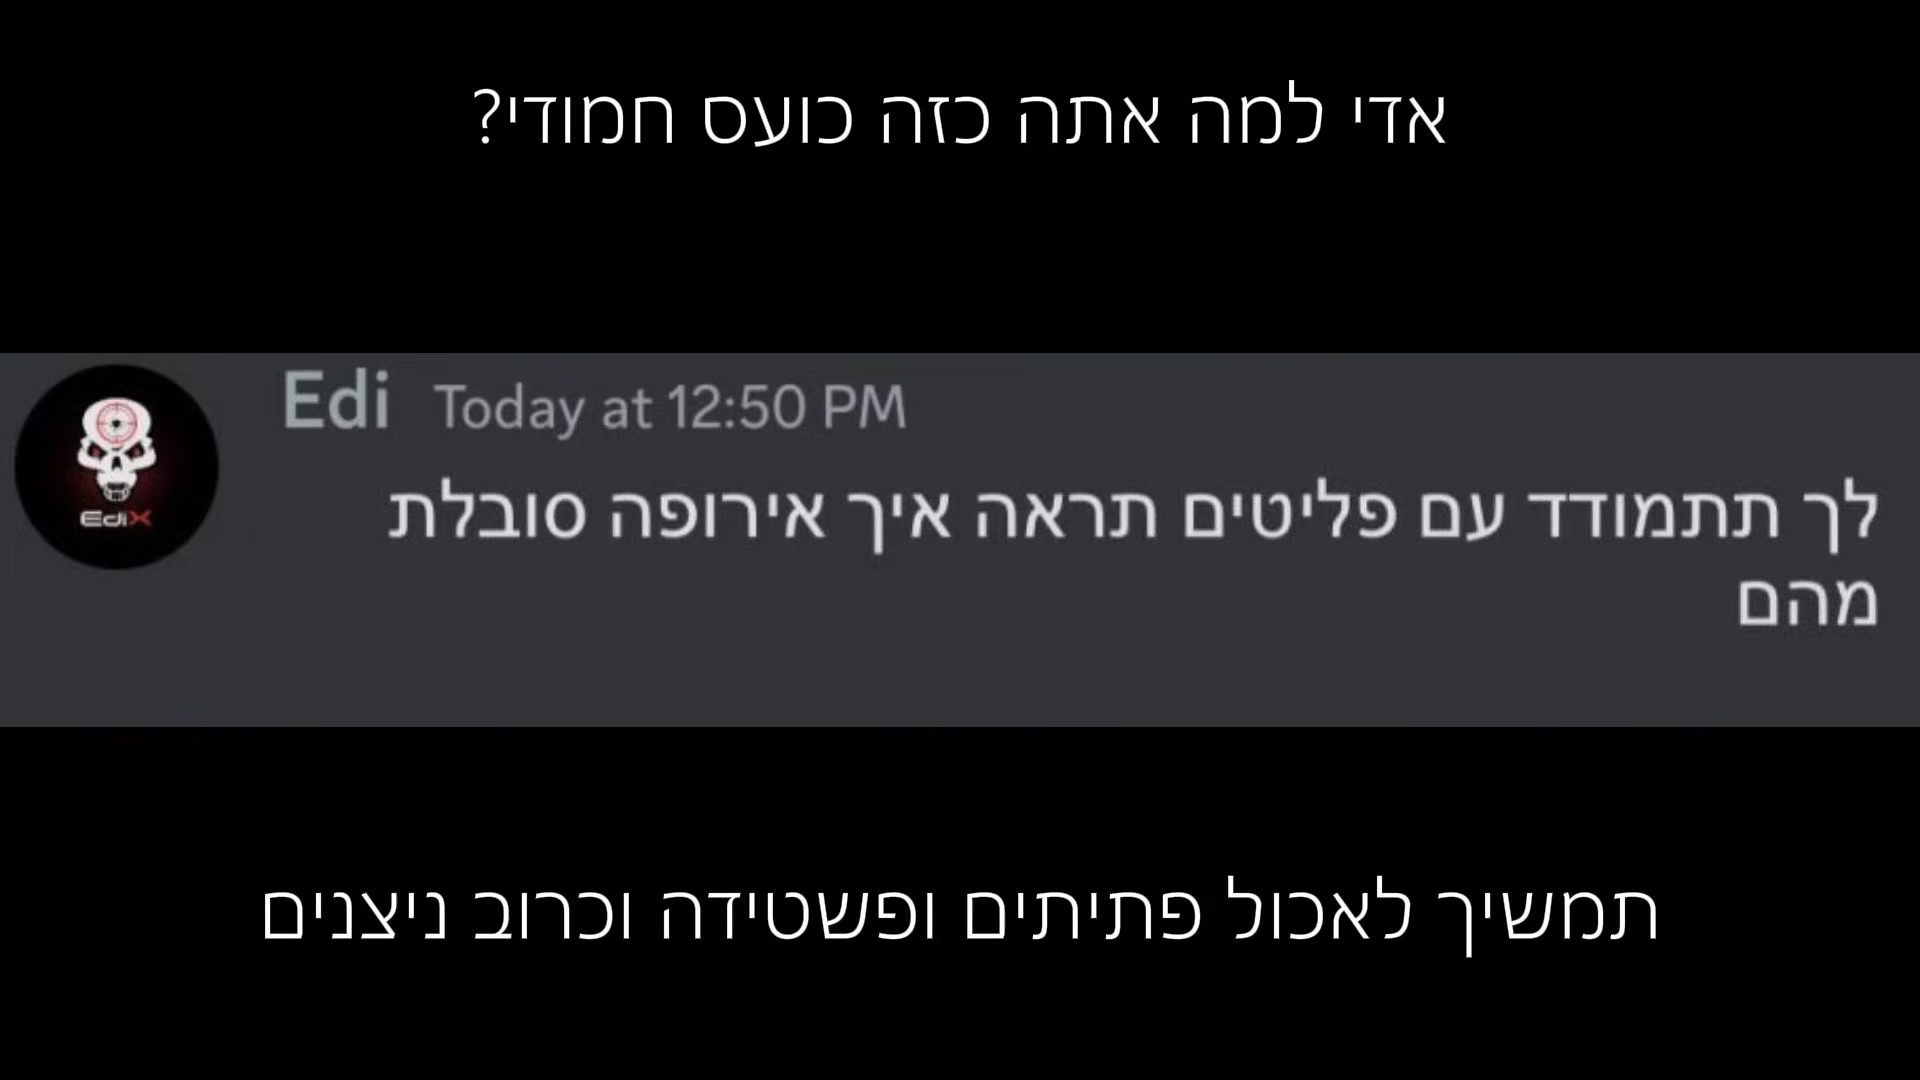 אדי למה אתה כזה כועס חמודי?
Edi Today at 12:50 PM
EdiX
לך תתמודד עם פליטים תראה איך אירופה סובלת
מהם
תמשיך לאכול פתיתים ופשטידה וכרוב ניצנים